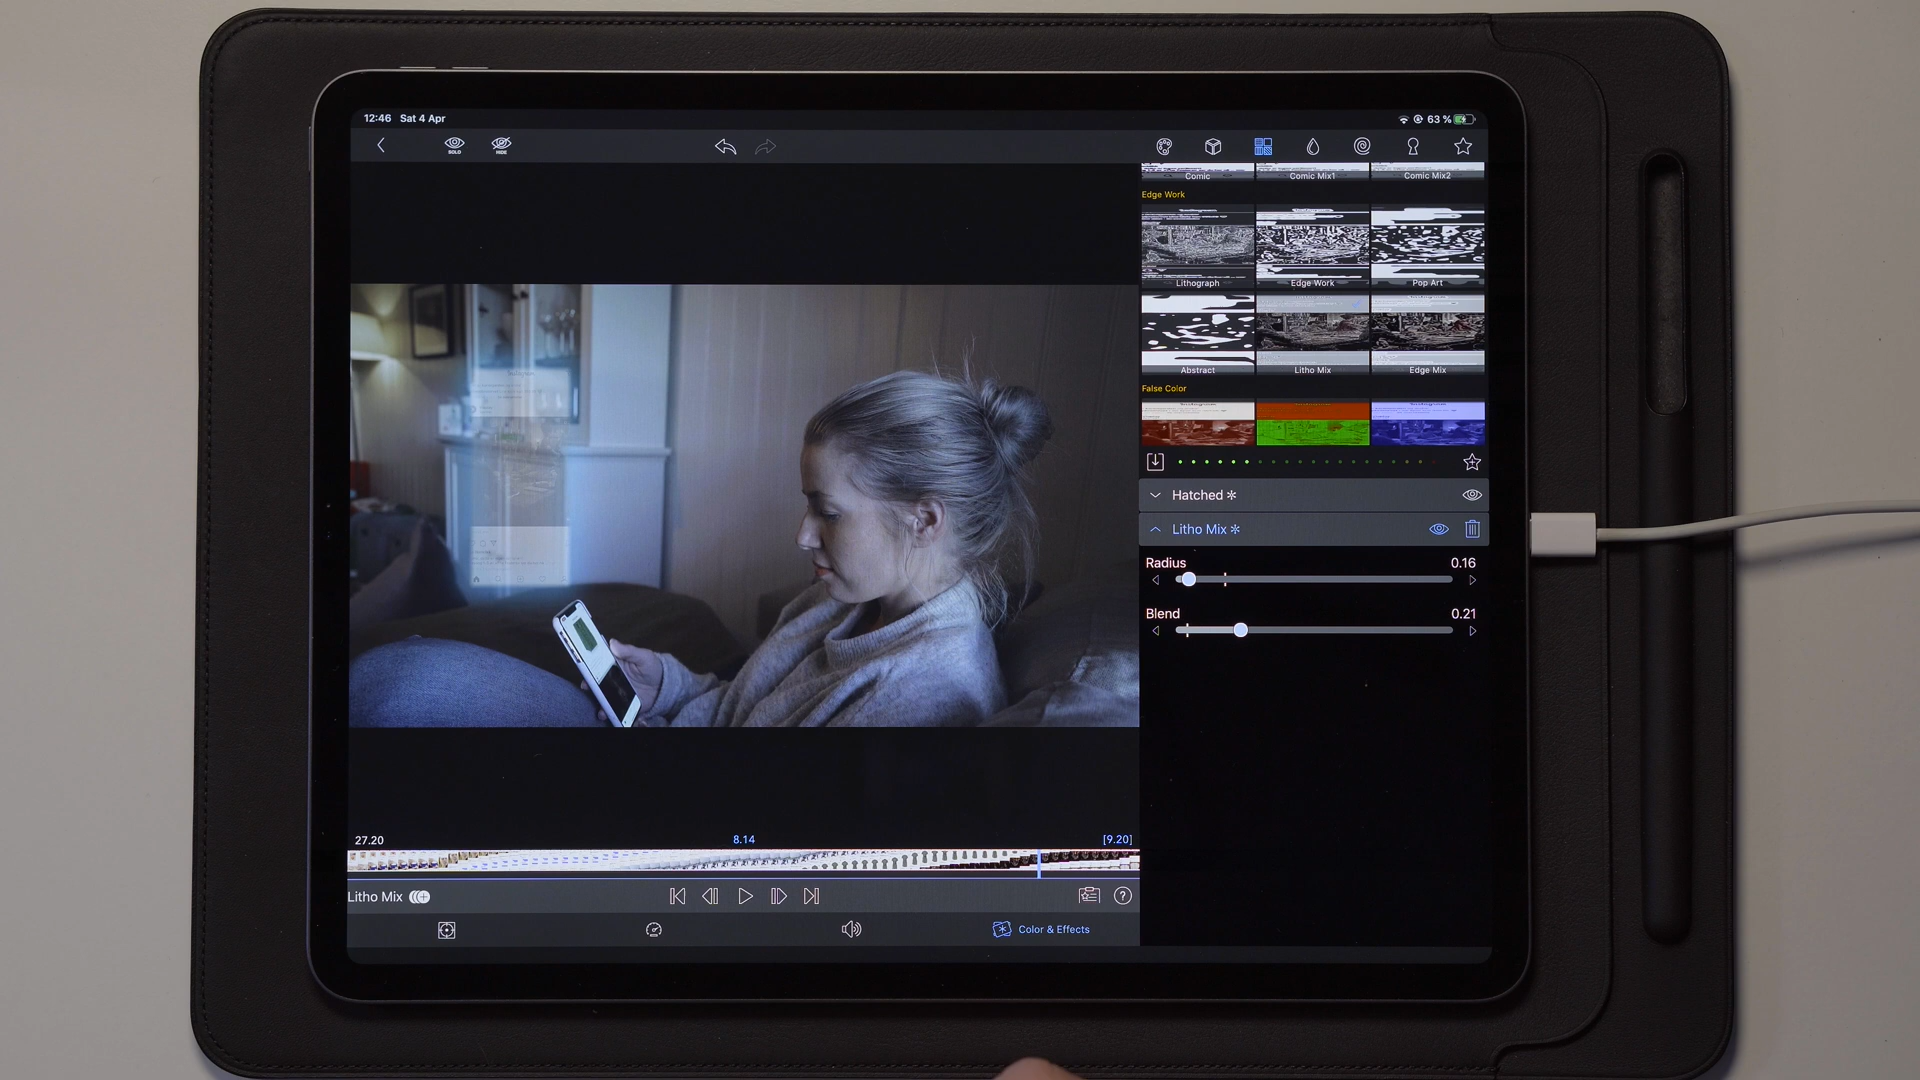 12:46 Sat 4 Apr
63 %
SOLO
HIDE
Comic Comic Mix1 Comic Mix2
Edge Work
Lithograph Edge Work Pop Art
Abstract Litho Mix Edge Mix
False Color
Hatched
Litho Mix
Radius 0.16
Blend 0.21
27.20 8.14 [9.20]
Litho Mix
Color & Effects